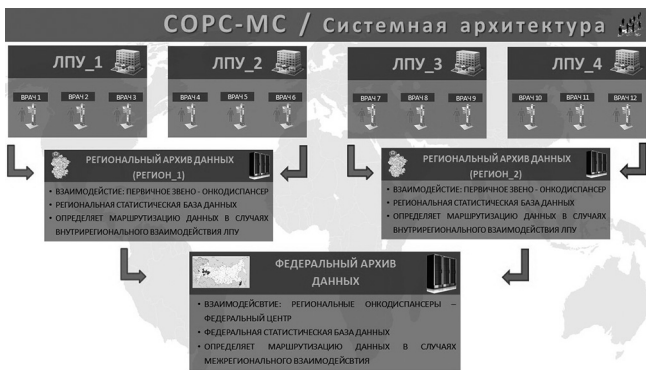 СОРС-МС / Системная архитектура
ЛПУ_1
ЛПУ_2
ЛПУ_3
ЛПУ_4
ВРАЧ 1
ВРАЧ 2
ВРАЧ 3
ВРАЧ 4
ВРАЧ 5
ВРАЧ 6
ВРАЧ 7
ВРАЧ 8
ВРАЧ 9
ВРАЧ 10
ВРАЧ 11
ВРАЧ 12
РЕГИОНАЛЬНЫЙ АРХИВ ДАННЫХ
(РЕГИОН_1)
• ВЗАИМОДЕЙСТИЕ: ПЕРВИЧНОЕ ЗВЕНО - ОНКОДИСПАНСЕР
• РЕГИОНАЛЬНАЯ СТАТИСТИЧЕСКАЯ БАЗА ДАННЫХ
• ОПРЕДЕЛЯЕТ МАРШРУТИЗАЦИЮ ДАННЫХ В СЛУЧАЯХ
ВНУТРИРЕГИОНАЛЬНОГО ВЗАИМОДЕЙСТВИЯ ЛПУ
РЕГИОНАЛЬНЫЙ АРХИВ ДАННЫХ
(РЕГИОН_2)
• ВЗАИМОДЕЙСТИЕ: ПЕРВИЧНОЕ ЗВЕНО - ОНКОДИСПАНСЕР
• РЕГИОНАЛЬНАЯ СТАТИСТИЧЕСКАЯ БАЗА ДАННЫХ
• ОПРЕДЕЛЯЕТ МАРШРУТИЗАЦИЮ ДАННЫХ В СЛУЧАЯХ
ВНУТРИРЕГИОНАЛЬНОГО ВЗАИМОДЕЙСТВИЯ ЛПУ
ФЕДЕРАЛЬНЫЙ АРХИВ
ДАННЫХ
• ВЗАИМОДЕЙСВТИЕ: РЕГИОНАЛЬНЫЕ ОНКОДИСПАНСЕРЫ –
ФЕДЕРАЛЬНЫЙ ЦЕНТР
• ФЕДЕРАЛЬНАЯ СТАТИСТИЧЕСКАЯ БАЗА ДАННЫХ
• ОПРЕДЕЛЯЕТ МАРШРУТИЗАЦИЮ ДАННЫХ В СЛУЧАЯХ
МЕЖРЕГИОНАЛЬНОГО ВЗАИМОДЕЙСВТИЯ